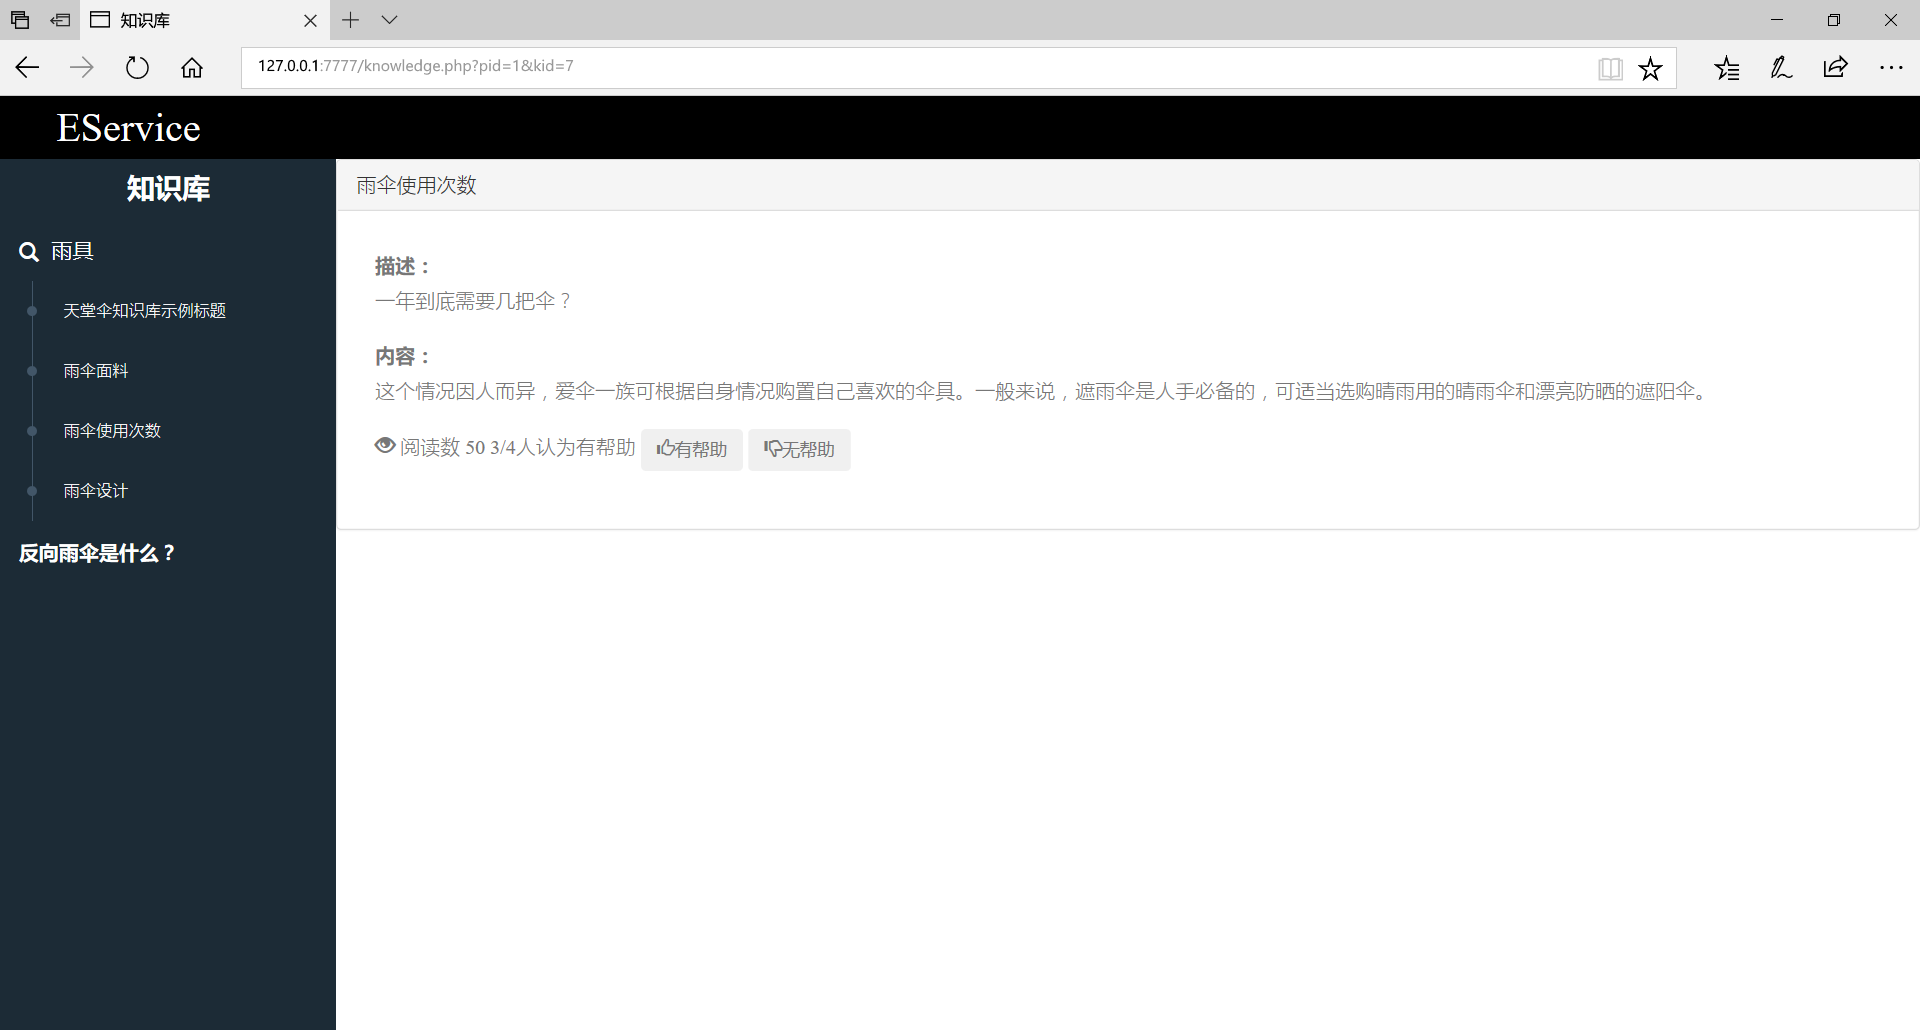 知识库
127.0.0.1:7777/knowledge.php?pid=1&kid=7
EService
知识库
雨具
天堂伞知识库示例标题
雨伞面料
雨伞使用次数
雨伞设计
反向雨伞是什么？
雨伞使用次数
描述：
一年到底需要几把伞？
内容：
这个情况因人而异，爱伞一族可根据自身情况购置自己喜欢的伞具。一般来说，遮雨伞是人手必备的，可适当选购晴雨用的晴雨伞和漂亮防晒的遮阳伞。
阅读数 50 3/4人认为有帮助 有帮助 无帮助